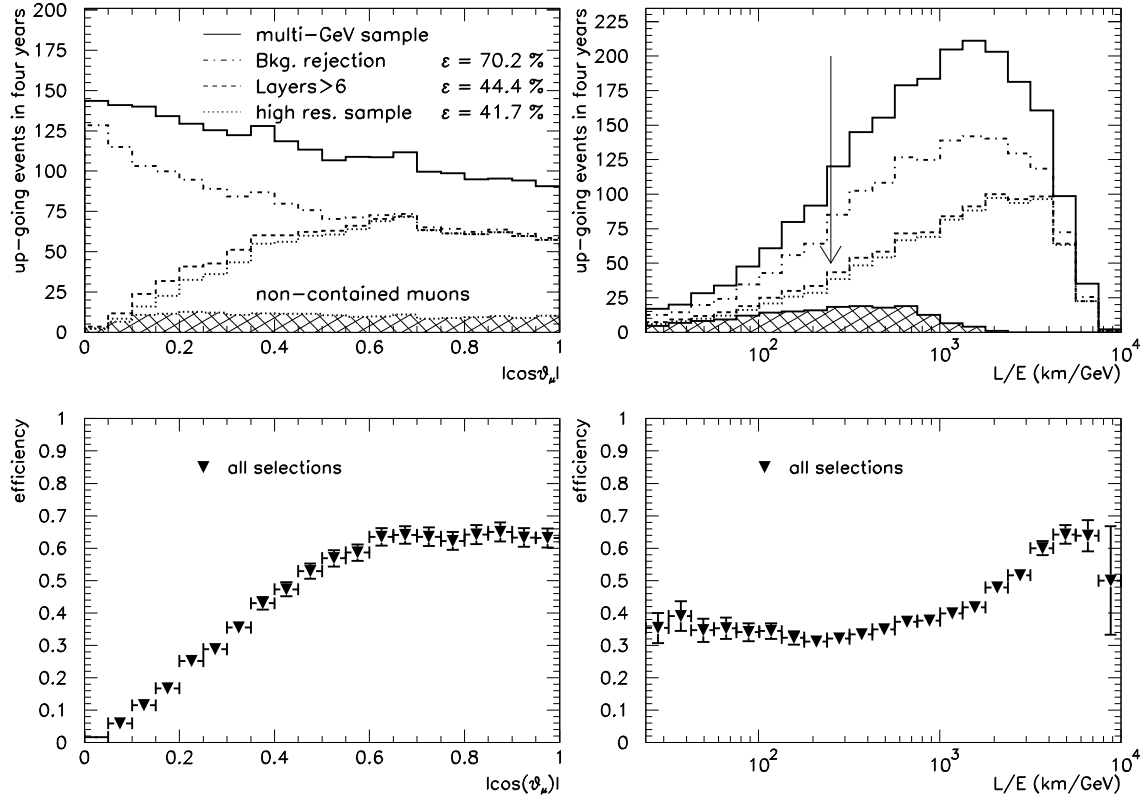 up-going events in four years
200
175
150
125
100
75
50
25
0
multi-GeV sample
Bkg. rejection ε = 70.2 %
Layers>6 ε = 44.4 %
high res. sample ε = 41.7 %
non-contained muons
0 0.2 0.4 0.6 0.8 1
|cosϑμ|
up-going events in four years
225
200
175
150
125
100
75
50
25
0
10² 10³ 10⁴
L/E (km/GeV)
efficiency
1
0.9
0.8
0.7
0.6
0.5
0.4
0.3
0.2
0.1
0
all selections
0 0.2 0.4 0.6 0.8 1
|cos(ϑμ)|
efficiency
1
0.9
0.8
0.7
0.6
0.5
0.4
0.3
0.2
0.1
0
all selections
10² 10³ 10⁴
L/E (km/GeV)